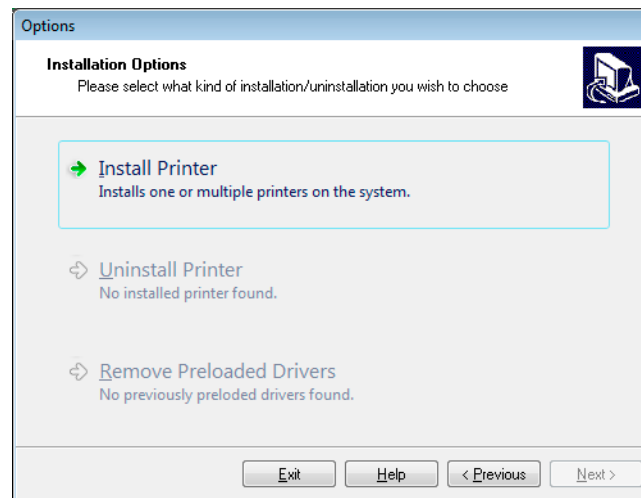 Options
Installation Options
Please select what kind of installation/uninstallation you wish to choose
Install Printer
Installs one or multiple printers on the system.
Uninstall Printer
No installed printer found.
Remove Preloaded Drivers
No previously preloded drivers found.
Exit
Help
< Previous
Next >